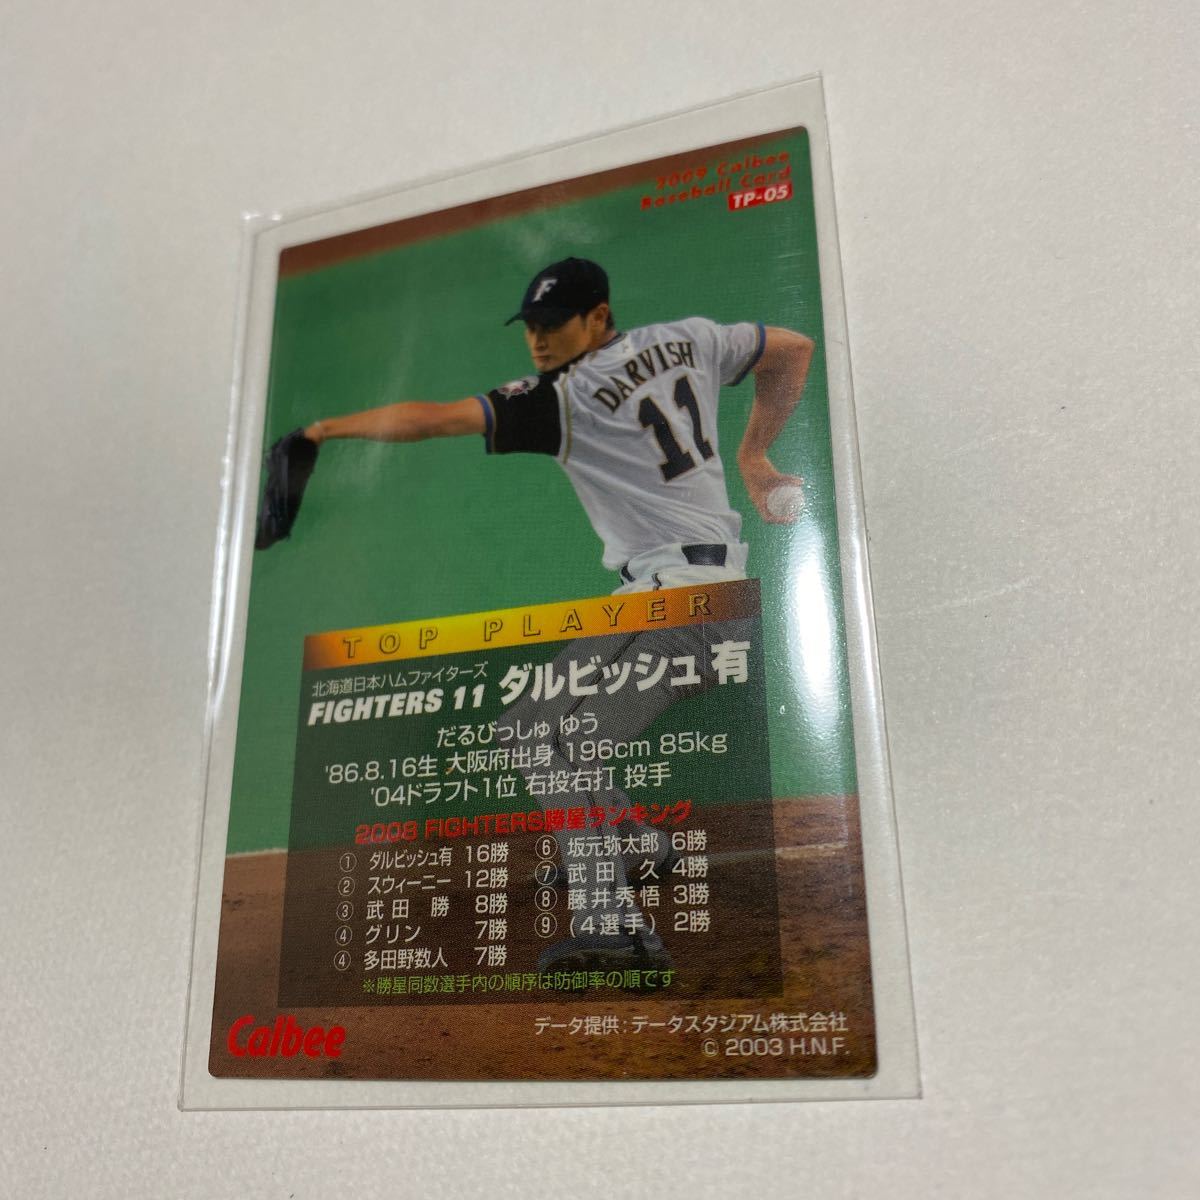 2009 Calbee
Baseball Card
TP-05
F
DARVISH
11
TOP PLAYER
北海道日本ハムファイターズ
FIGHTERS 11 ダルビッシュ 有
だるびっしゅ ゆう
'86.8.16生 大阪府出身 196cm 85kg
'04ドラフト1位 右投右打 投手
2008 FIGHTERS勝星ランキング
① ダルビッシュ有 16勝
② スウィーニー 12勝
③ 武田 勝 8勝
④ グリン 7勝
④ 多田野数人 7勝
⑥ 坂元弥太郎 6勝
⑦ 武田 久 4勝
⑧ 藤井秀悟 3勝
⑨ (4選手) 2勝
※勝星同数選手内の順序は防御率の順です
Calbee
データ提供:データスタジアム株式会社
© 2003 H.N.F.